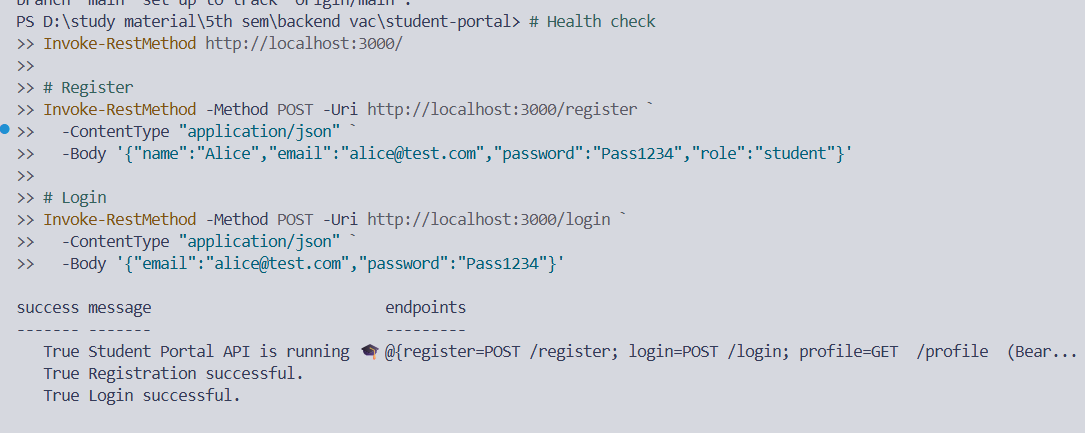 branch 'main' set up to track 'origin/main'.
PS D:\study material\5th sem\backend vac\student-portal> # Health check
>> Invoke-RestMethod http://localhost:3000/
>>
>> # Register
>> Invoke-RestMethod -Method POST -Uri http://localhost:3000/register `
>>   -ContentType "application/json" `
>>   -Body '{"name":"Alice","email":"alice@test.com","password":"Pass1234","role":"student"}'
>>
>> # Login
>> Invoke-RestMethod -Method POST -Uri http://localhost:3000/login `
>>   -ContentType "application/json" `
>>   -Body '{"email":"alice@test.com","password":"Pass1234"}'
success message                          endpoints
------- -------                          ---------
   True Student Portal API is running 🎓 @{register=POST /register; login=POST /login; profile=GET  /profile  (Bear...
   True Registration successful.
   True Login successful.